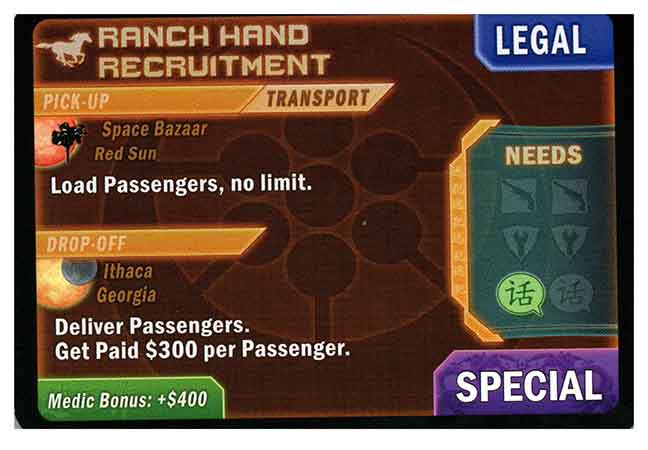 RANCH HAND
RECRUITMENT
LEGAL
PICK-UP
TRANSPORT
Space Bazaar
Red Sun
Load Passengers, no limit.
NEEDS
话 话
DROP-OFF
Ithaca
Georgia
Deliver Passengers.
Get Paid $300 per Passenger.
Medic Bonus: +$400
SPECIAL